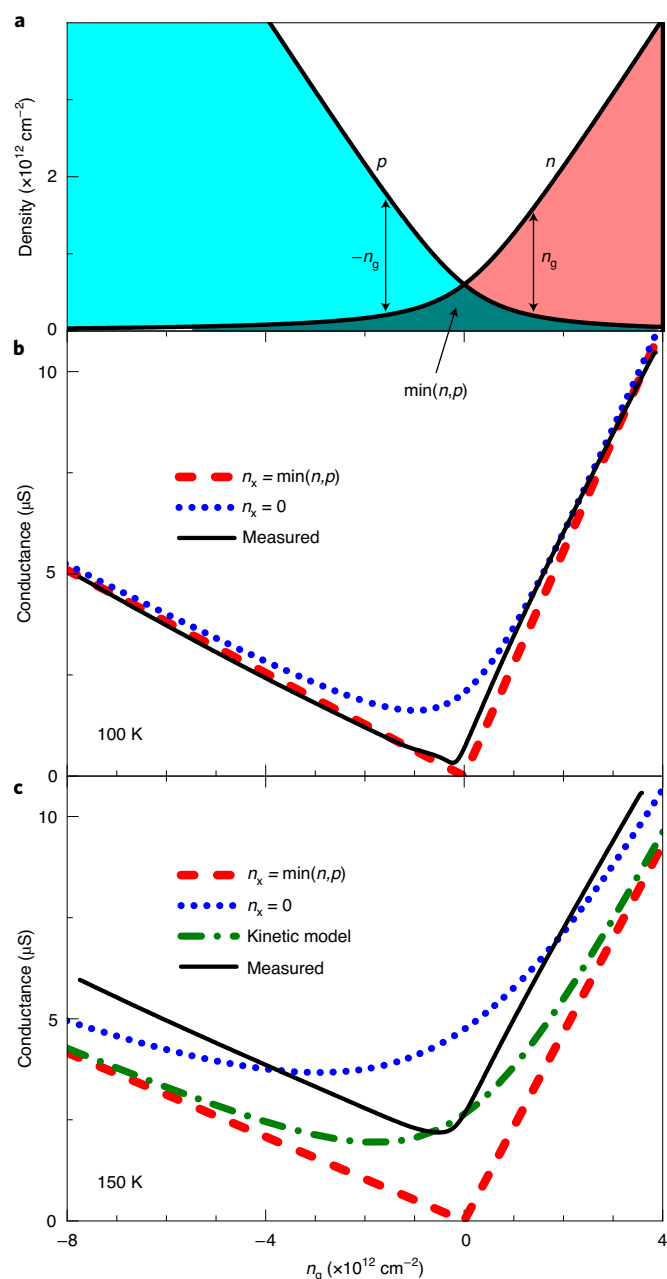 a
Density (×10¹² cm⁻²)
2
0
p
n
−n_g
n_g
min(n,p)
b
Conductance (μS)
10
5
0
n_x = min(n,p)
n_x = 0
Measured
100 K
c
Conductance (μS)
10
5
0
n_x = min(n,p)
n_x = 0
Kinetic model
Measured
150 K
−8
−4
0
4
n_g (×10¹² cm⁻²)